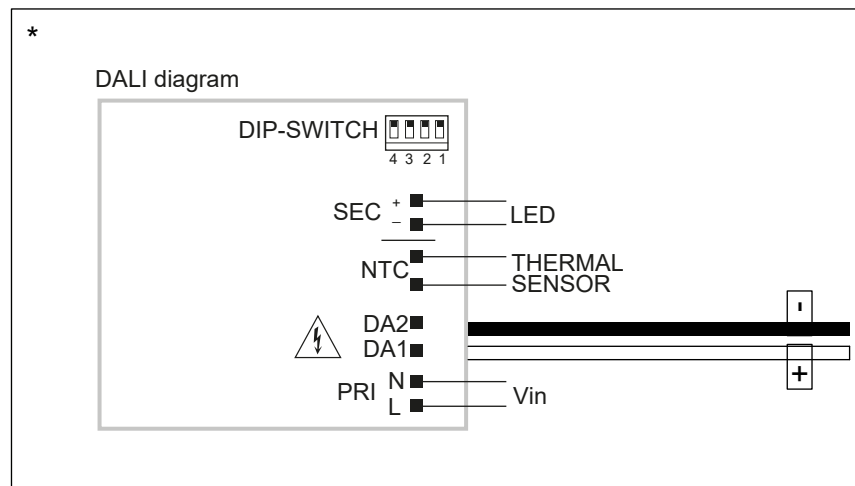 *
DALI diagram
DIP-SWITCH
4 3 2 1
SEC + LED
–
NTC THERMAL
SENSOR
-
DA2
DA1
+
PRI N Vin
L